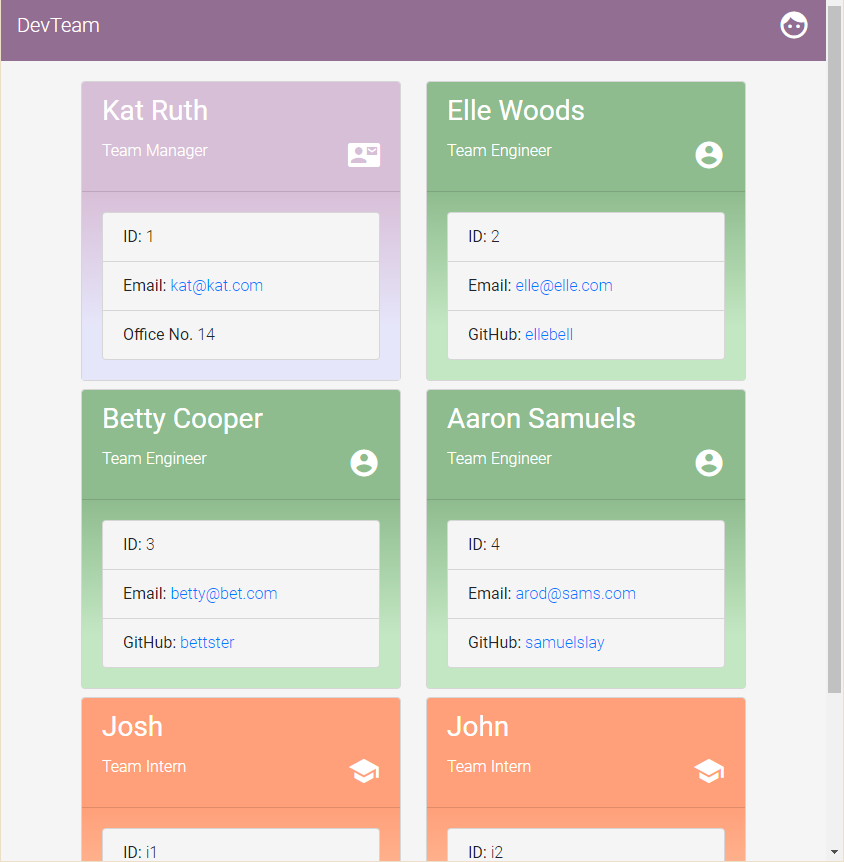 DevTeam
Kat Ruth
Team Manager
ID: 1
Email: kat@kat.com
Office No. 14
Elle Woods
Team Engineer
ID: 2
Email: elle@elle.com
GitHub: ellebell
Betty Cooper
Team Engineer
ID: 3
Email: betty@bet.com
GitHub: bettster
Aaron Samuels
Team Engineer
ID: 4
Email: arod@sams.com
GitHub: samuelslay
Josh
Team Intern
ID: i1
John
Team Intern
ID: i2